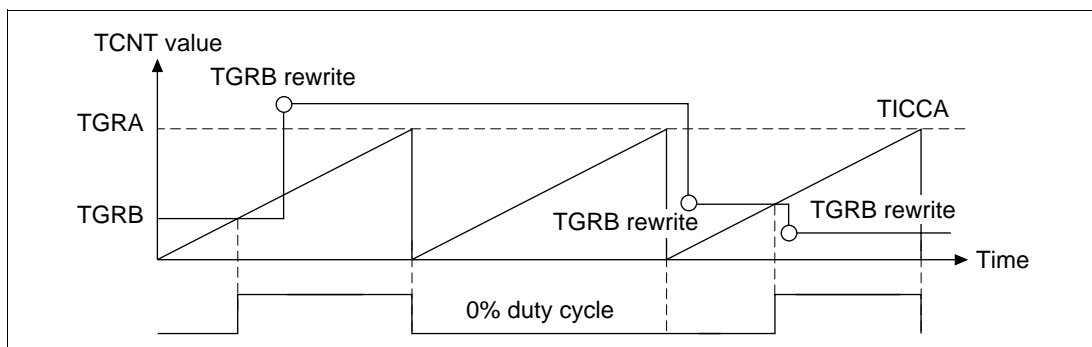 TCNT value
TGRB rewrite
TGRA
TICCA
TGRB
TGRB rewrite
TGRB rewrite
Time
0% duty cycle